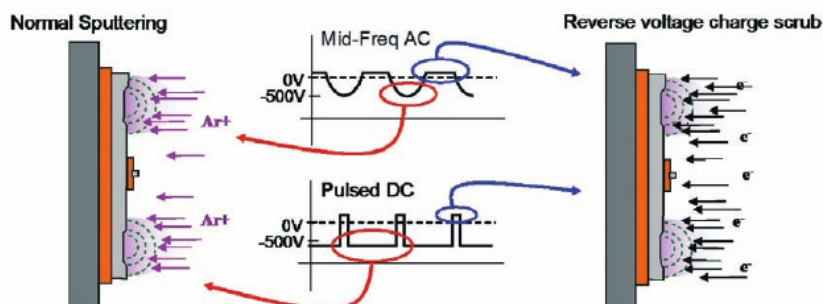 Normal Sputtering
Mid-Freq AC
Reverse voltage charge scrub
0V
-500V
Ar+
Ar+
Pulsed DC
0V
-500V
e-
e-
e-
e-
e-